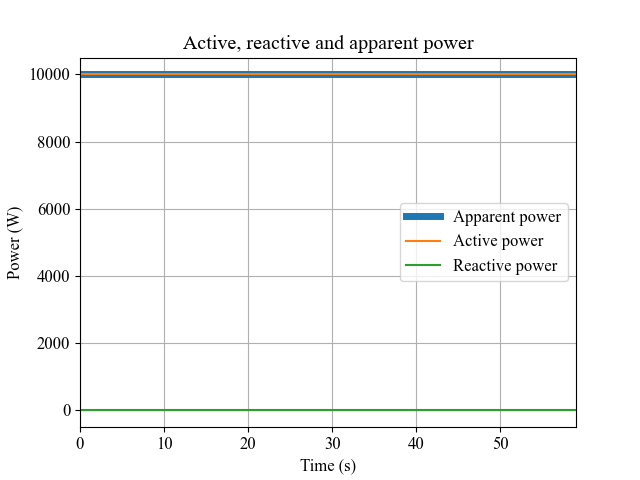 Active, reactive and apparent power
10000
8000
6000
4000
2000
0
Power (W)
Apparent power
Active power
Reactive power
0 10 20 30 40 50
Time (s)